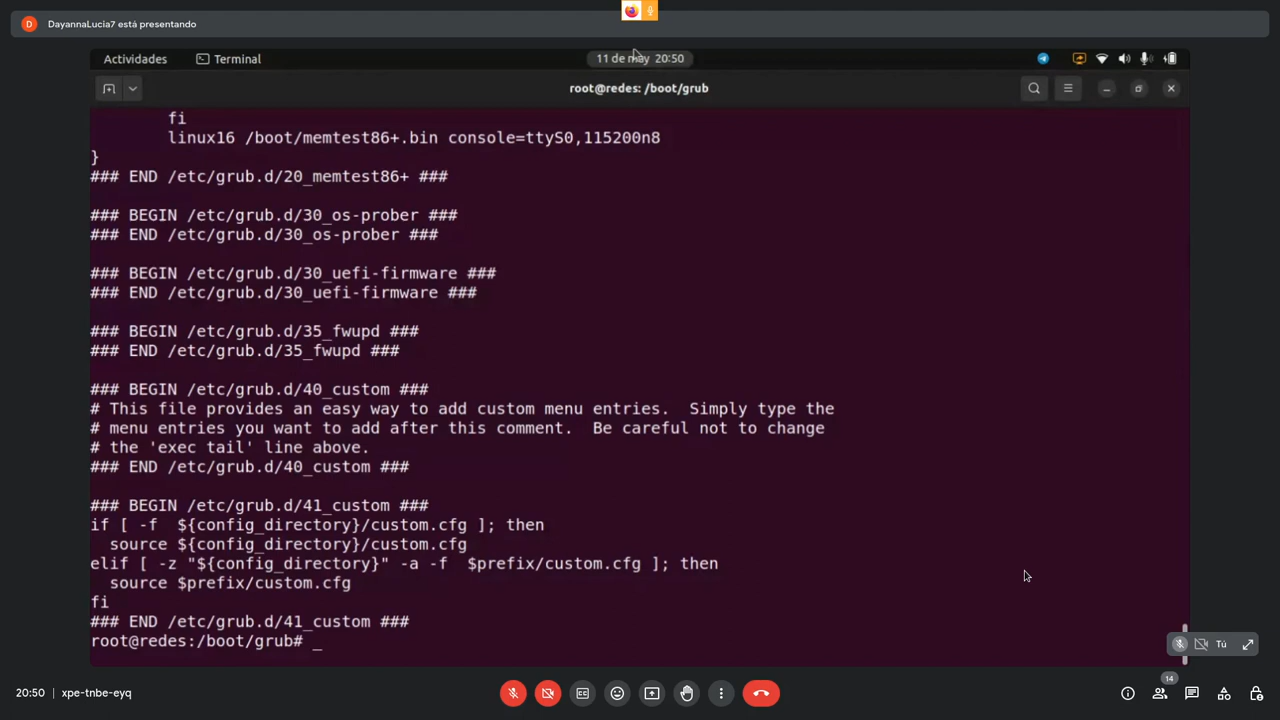 D DayannaLucia7 está presentando
Actividades Terminal 11 de may 20:50
root@redes: /boot/grub
fi
linux16 /boot/memtest86+.bin console=ttyS0,115200n8
}
### END /etc/grub.d/20_memtest86+ ###
### BEGIN /etc/grub.d/30_os-prober ###
### END /etc/grub.d/30_os-prober ###
### BEGIN /etc/grub.d/30_uefi-firmware ###
### END /etc/grub.d/30_uefi-firmware ###
### BEGIN /etc/grub.d/35_fwupd ###
### END /etc/grub.d/35_fwupd ###
### BEGIN /etc/grub.d/40_custom ###
# This file provides an easy way to add custom menu entries.  Simply type the
# menu entries you want to add after this comment.  Be careful not to change
# the 'exec tail' line above.
### END /etc/grub.d/40_custom ###
### BEGIN /etc/grub.d/41_custom ###
if [ -f  ${config_directory}/custom.cfg ]; then
  source ${config_directory}/custom.cfg
elif [ -z "${config_directory}" -a -f  $prefix/custom.cfg ]; then
  source $prefix/custom.cfg
fi
### END /etc/grub.d/41_custom ###
root@redes:/boot/grub# _
Tú
20:50 xpe-tnbe-eyq
CC
14